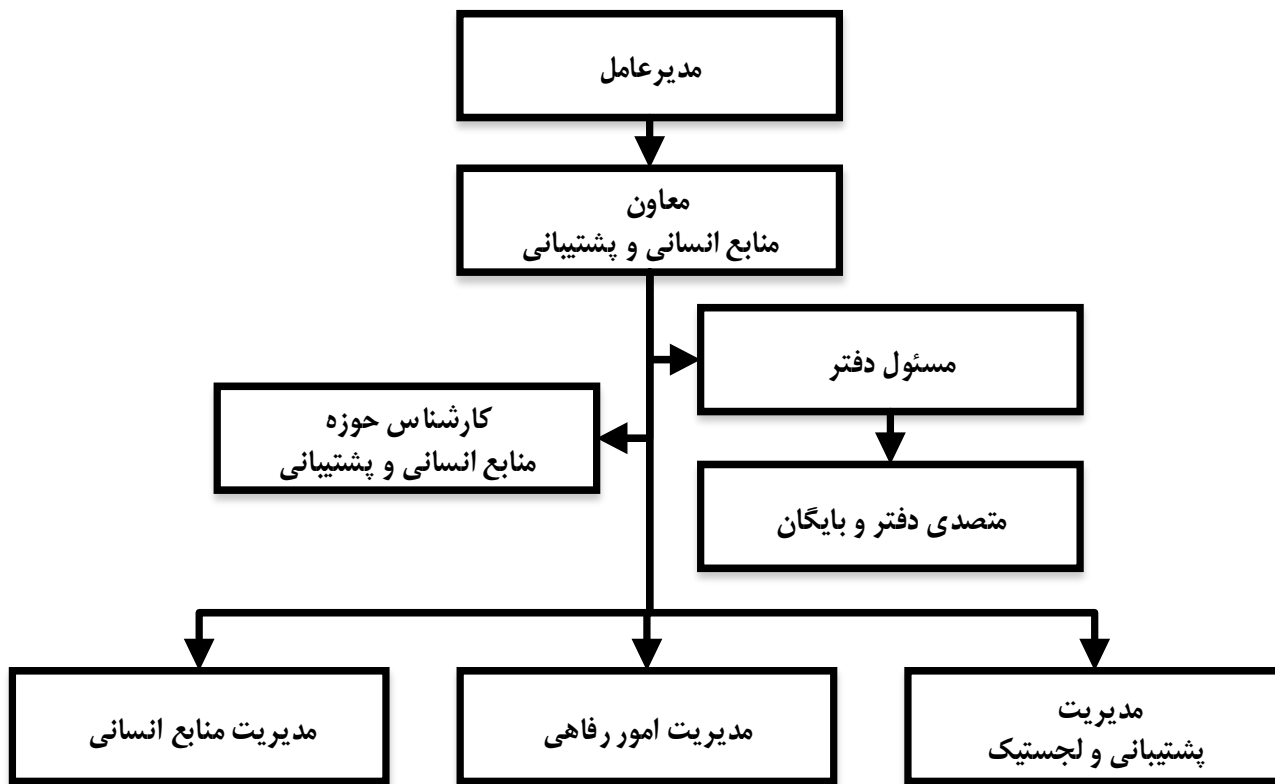 مدیرعامل
معاون
منابع انسانی و پشتیبانی
مسئول دفتر
کارشناس حوزه
منابع انسانی و پشتیبانی
متصدی دفتر و بایگان
مدیریت
پشتیبانی و لجستیک
مدیریت امور رفاهی
مدیریت منابع انسانی